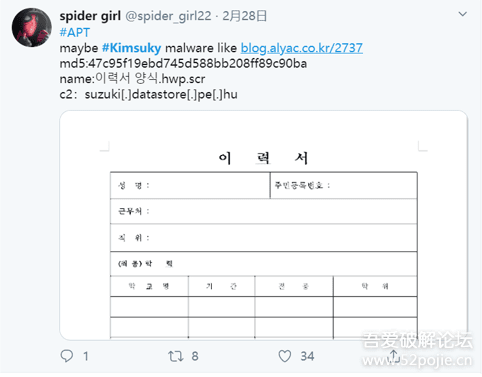 spider girl @spider_girl22 · 2月28日
#APT
maybe #Kimsuky malware like blog.alyac.co.kr/2737
md5:47c95f19ebd745d588bb208ff89c90ba
name:이력서 양식.hwp.scr
c2：suzuki[.]datastore[.]pe[.]hu
이 력 서
성 명 :
주민등록번호 :
근무처 :
직 위 :
학 력
학 교 명 기 간 전 공 학 위
1 8 34
吾爱破解论坛
www.52pojie.cn